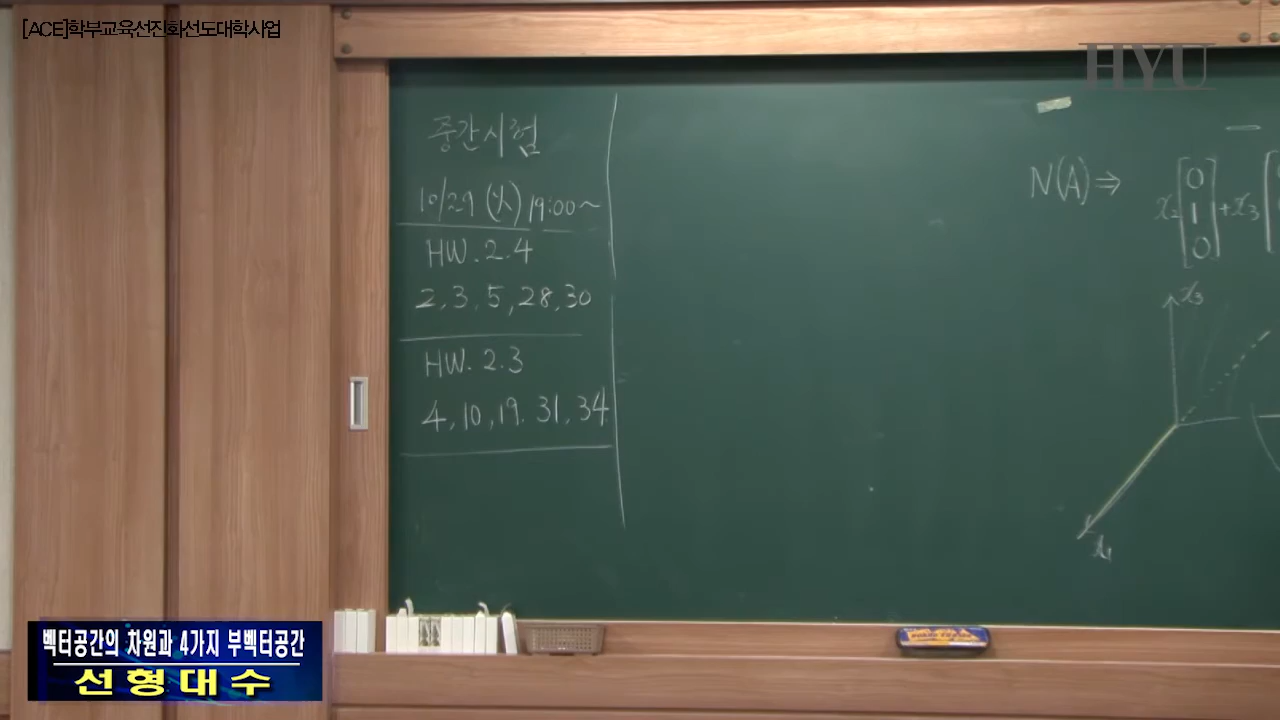 [ACE]학부교육선진화선도대학사업
HYU
중간시험
10/29 (火) 19:00~
HW. 2.4
2, 3, 5, 28, 30
HW. 2.3
4, 10, 19. 31, 34
N(A) ⇒ x₂ [0 1 0] + x₃
x₃
x₁
벡터공간의 차원과 4가지 부벡터공간
선형대수